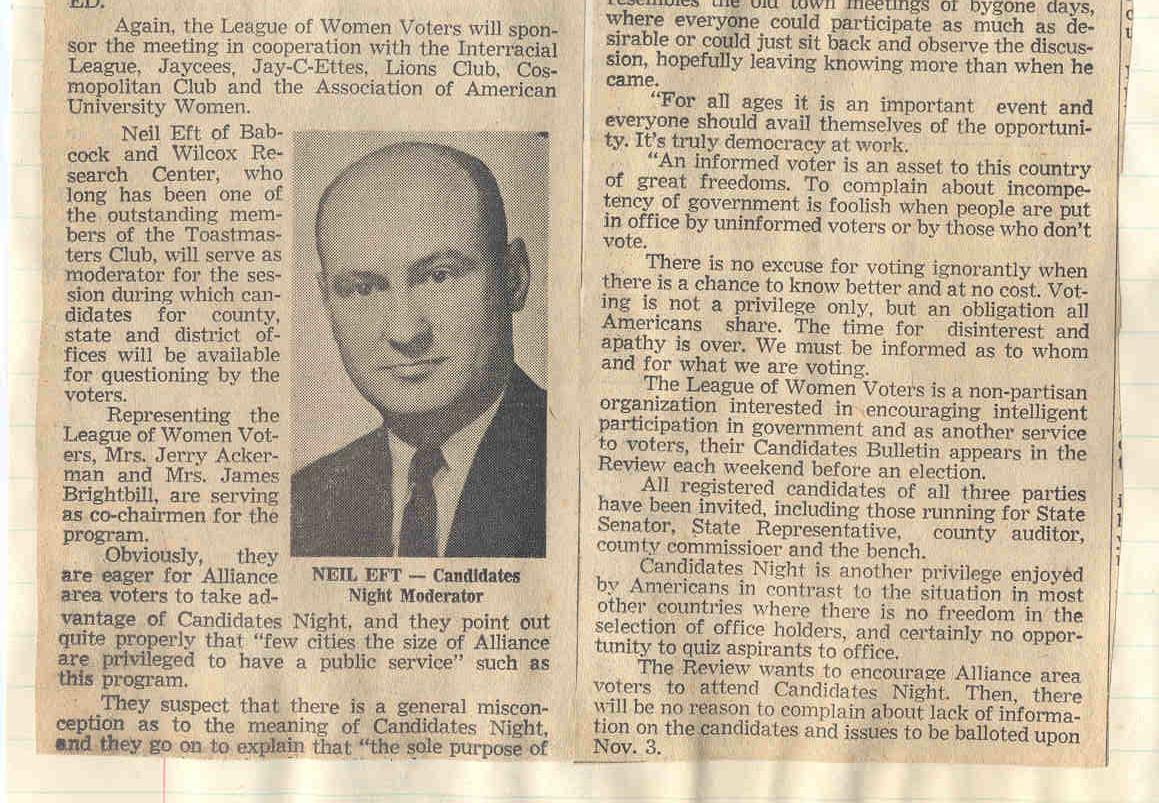 ED.
Again, the League of Women Voters will spon-
sor the meeting in cooperation with the Interracial
League, Jaycees, Jay-C-Ettes, Lions Club, Cos-
mopolitan Club and the Association of American
University Women.
Neil Eft of Bab-
cock and Wilcox Re-
search Center, who
long has been one of
the outstanding mem-
bers of the Toastmas-
ters Club, will serve as
moderator for the ses-
sion during which can-
didates for county,
state and district of-
fices will be available
for questioning by the
voters.
Representing the
League of Women Vot-
ers, Mrs. Jerry Acker-
man and Mrs. James
Brightbill, are serving
as co-chairmen for the
program.
Obviously, they
are eager for Alliance
area voters to take ad-
vantage of Candidates Night, and they point out
quite properly that "few cities the size of Alliance
are privileged to have a public service" such as
this program.
They suspect that there is a general miscon-
ception as to the meaning of Candidates Night,
and they go on to explain that "the sole purpose of
NEIL EFT — Candidates
Night Moderator
resembles the old town meetings of bygone days,
where everyone could participate as much as de-
sirable or could just sit back and observe the discus-
sion, hopefully leaving knowing more than when he
came.
"For all ages it is an important event and
everyone should avail themselves of the opportuni-
ty. It's truly democracy at work.
"An informed voter is an asset to this country
of great freedoms. To complain about incompe-
tency of government is foolish when people are put
in office by uninformed voters or by those who don't
vote.
There is no excuse for voting ignorantly when
there is a chance to know better and at no cost. Vot-
ing is not a privilege only, but an obligation all
Americans share. The time for disinterest and
apathy is over. We must be informed as to whom
and for what we are voting.
The League of Women Voters is a non-partisan
organization interested in encouraging intelligent
participation in government and as another service
to voters, their Candidates Bulletin appears in the
Review each weekend before an election.
All registered candidates of all three parties
have been invited, including those running for State
Senator, State Representative, county auditor,
county commissioer and the bench.
Candidates Night is another privilege enjoyed
by Americans in contrast to the situation in most
other countries where there is no freedom in the
selection of office holders, and certainly no oppor-
tunity to quiz aspirants to office.
The Review wants to encourage Alliance area
voters to attend Candidates Night. Then, there
will be no reason to complain about lack of informa-
tion on the candidates and issues to be balloted upon
Nov. 3.